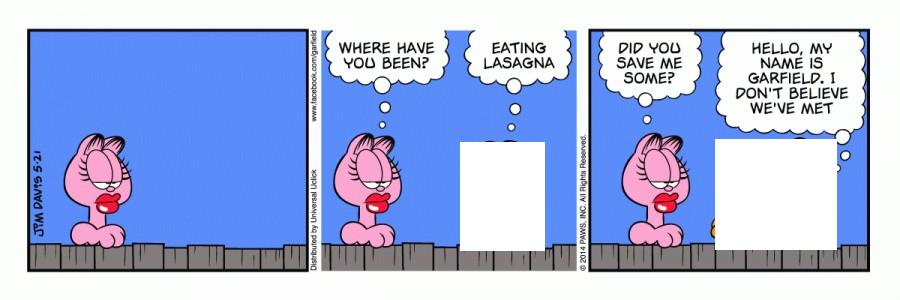 JIM DAVIS 5·21
Distributed by Universal Uclick
www.facebook.com/garfield
WHERE HAVE
YOU BEEN?
EATING
LASAGNA
© 2014 PAWS, INC. All Rights Reserved.
DID YOU
SAVE ME
SOME?
HELLO, MY
NAME IS
GARFIELD. I
DON'T BELIEVE
WE'VE MET